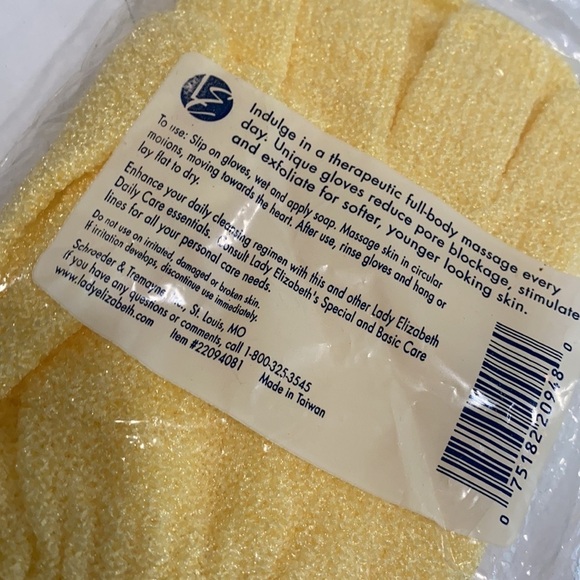 Indulge in a therapeutic full-body massage every
day. Unique gloves reduce pore blockage, stimulate
and exfoliate for softer, younger looking skin.
To use: Slip on gloves, wet and apply soap. Massage skin in circular
motions, moving towards the heart. After use, rinse gloves and hang or
lay flat to dry.
Enhance your daily cleansing regimen with this and other Lady Elizabeth
Daily Care essentials. Consult Lady Elizabeth's Special and Basic Care
lines for all your personal care needs.
Do not use on irritated, damaged or broken skin.
If irritation develops, discontinue use immediately.
Schroeder & Tremayne St. Louis, MO
If you have any questions or comments, call 1-800-325-3545
www.ladyelizabeth.com
Item #22094081 Made in Taiwan
0 75182 20948 0